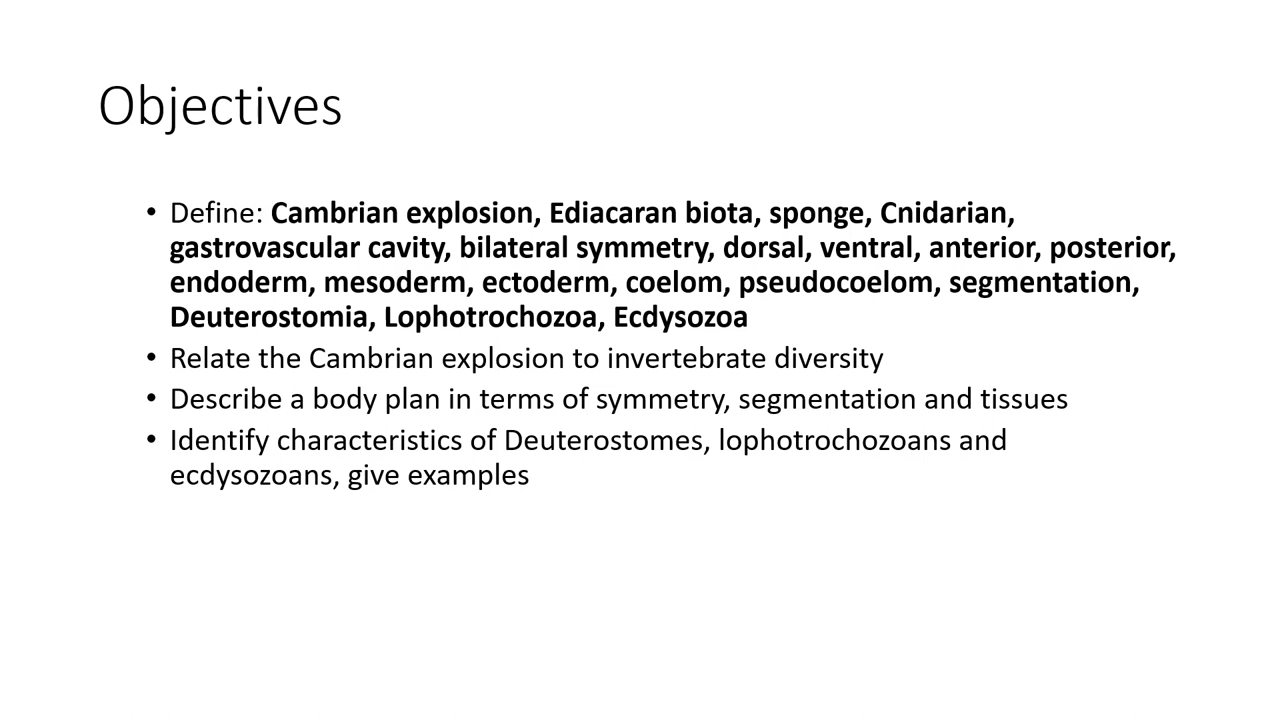 Objectives
• Define: Cambrian explosion, Ediacaran biota, sponge, Cnidarian,
gastrovascular cavity, bilateral symmetry, dorsal, ventral, anterior, posterior,
endoderm, mesoderm, ectoderm, coelom, pseudocoelom, segmentation,
Deuterostomia, Lophotrochozoa, Ecdysozoa
• Relate the Cambrian explosion to invertebrate diversity
• Describe a body plan in terms of symmetry, segmentation and tissues
• Identify characteristics of Deuterostomes, lophotrochozoans and
ecdysozoans, give examples